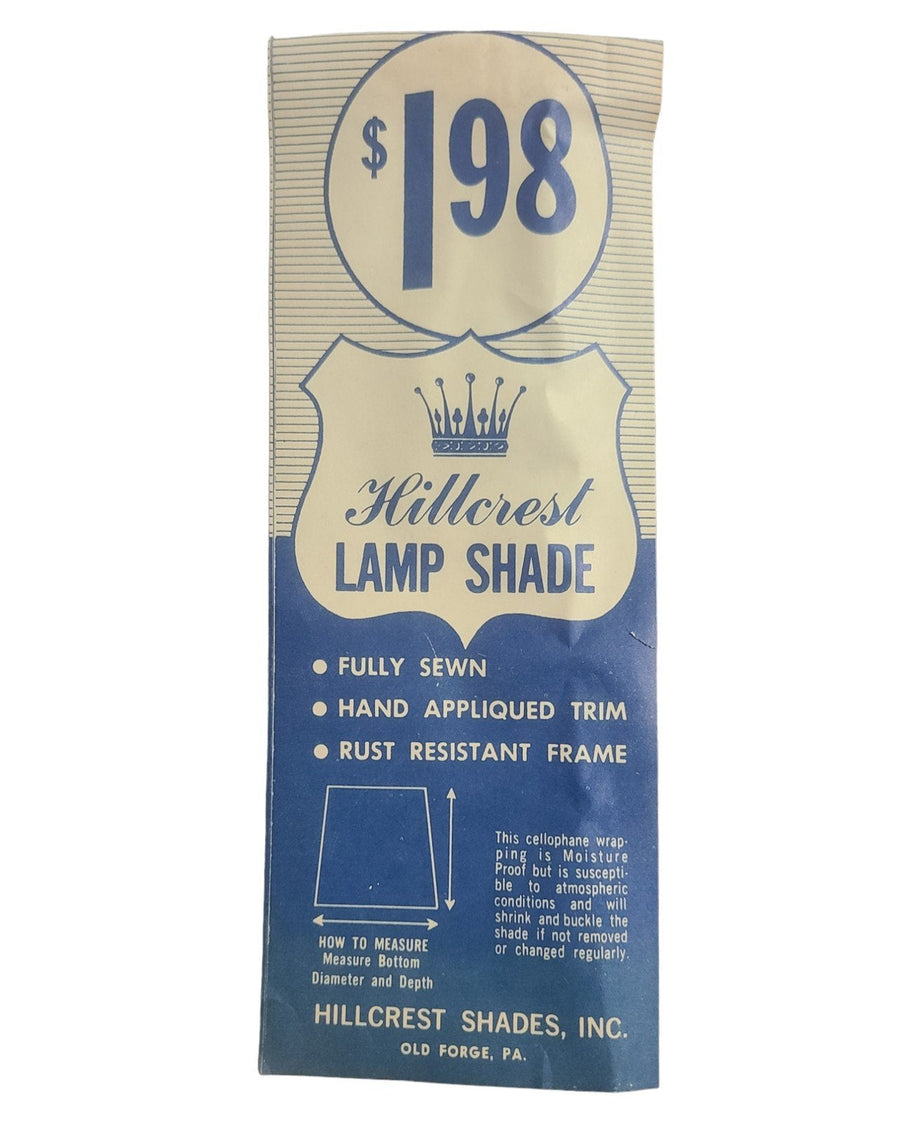 $1.98
Hillcrest
LAMP SHADE
• FULLY SEWN
• HAND APPLIQUED TRIM
• RUST RESISTANT FRAME
This cellophane wrap-
ping is Moisture
Proof but is suscepti-
ble to atmospheric
conditions and will
shrink and buckle the
shade if not removed
or changed regularly.
HOW TO MEASURE
Measure Bottom
Diameter and Depth
HILLCREST SHADES, INC.
OLD FORGE, PA.